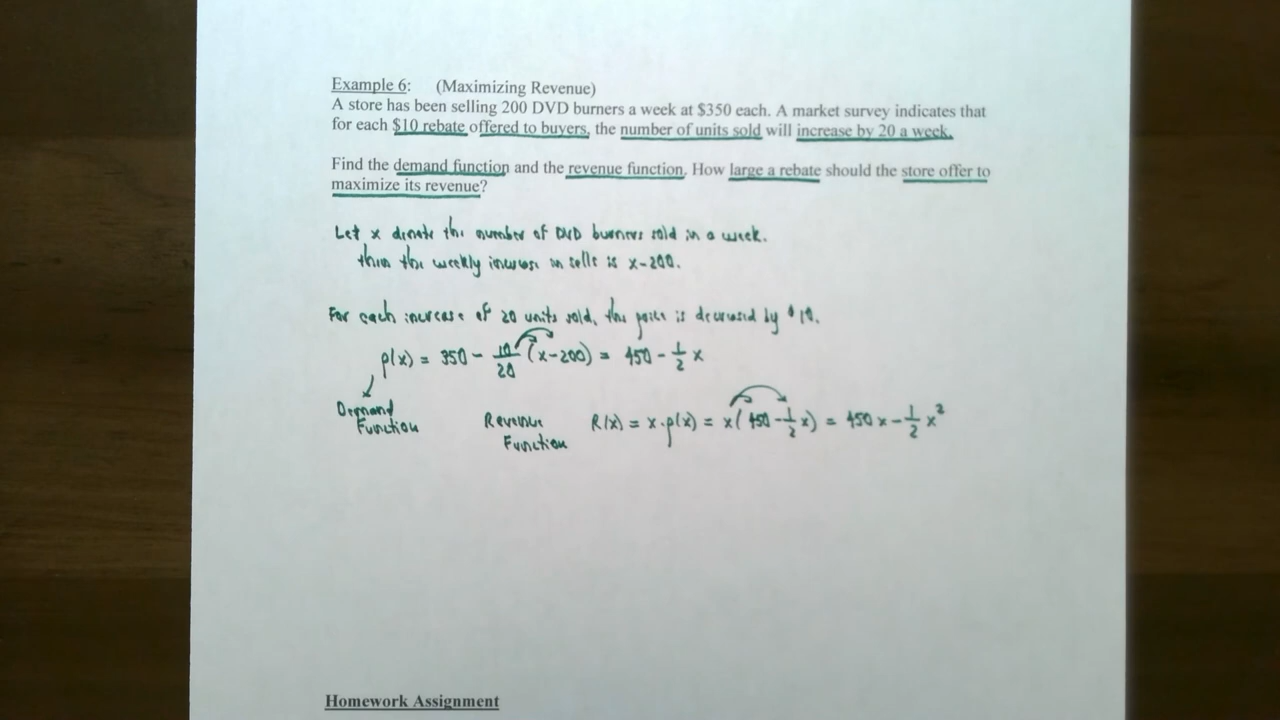 Example 6: (Maximizing Revenue)
A store has been selling 200 DVD burners a week at $350 each. A market survey indicates that
for each $10 rebate offered to buyers, the number of units sold will increase by 20 a week.
Find the demand function and the revenue function. How large a rebate should the store offer to
maximize its revenue?
Let x denote the number of DVD burners sold in a week.
then the weekly increase in sells is x-200.
For each increase of 20 units sold, the price is decreased by $10.
p(x) = 350 - 10/20 (x-200) = 450 - 1/2 x
Demand
Function
Revenue
Function
R(x) = x·p(x) = x(450 - 1/2 x) = 450x - 1/2 x²
Homework Assignment